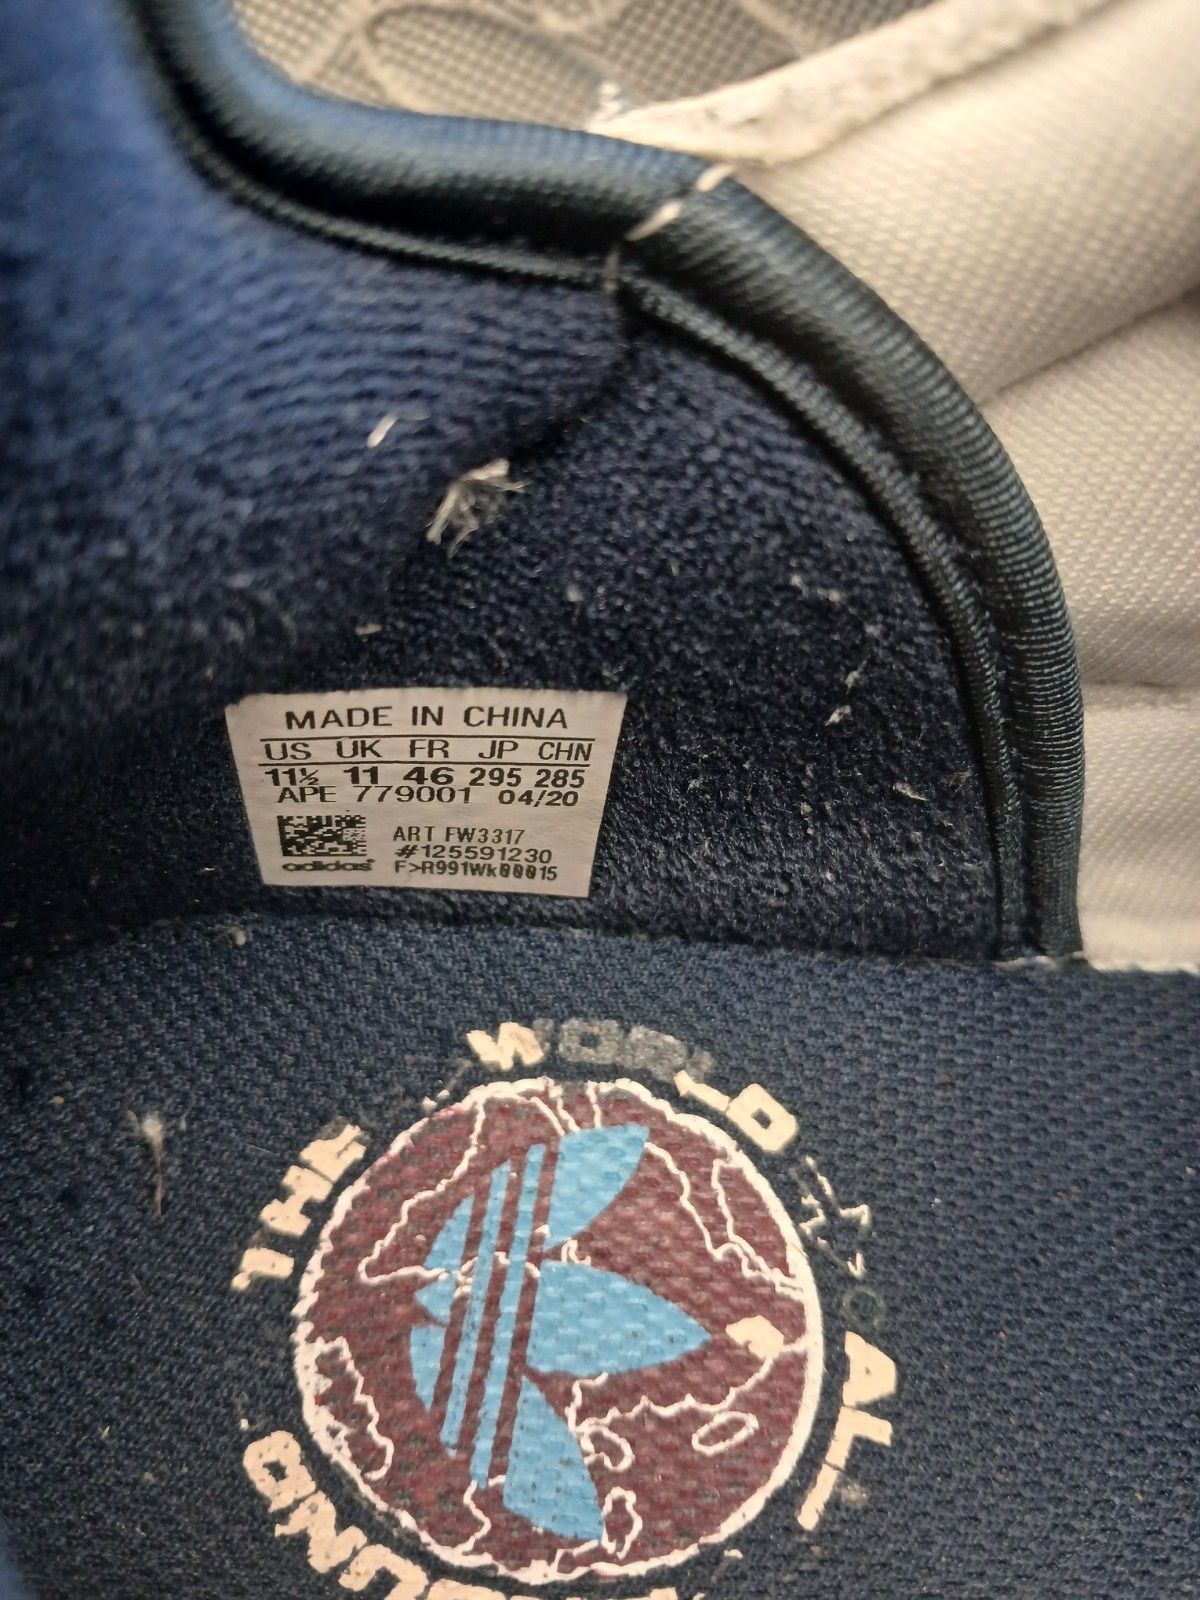 MADE IN CHINA
US UK FR JP CHN
11½ 11 46 295 285
APE 779001 04/20
ART FW3317
#125591230
adidas F>R991Wk00015
THE WORLD
ALL